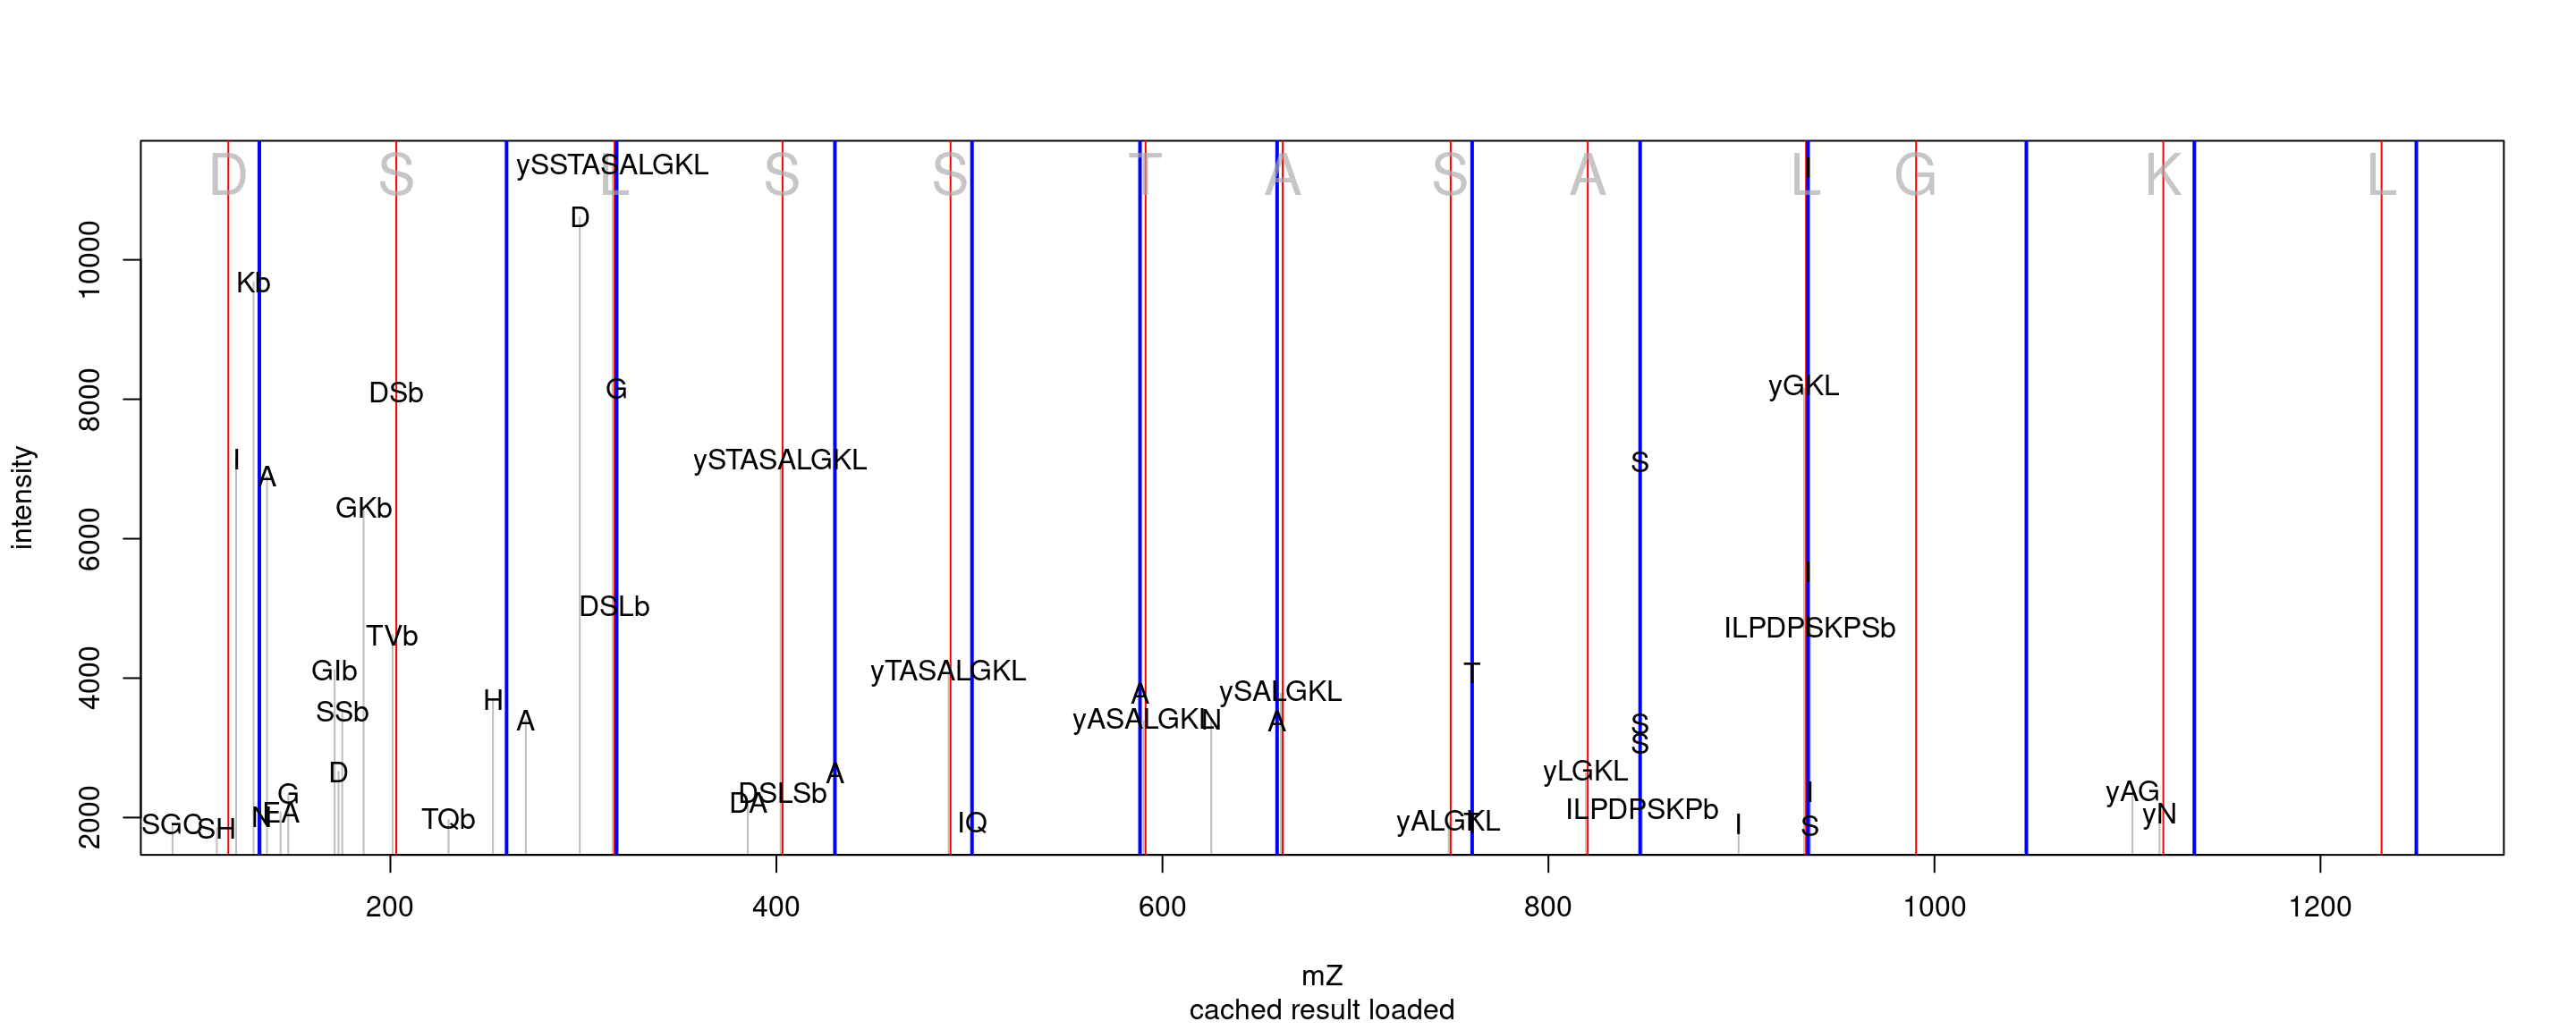 D S L S S T A S A L G K L
ySSTASALGKL
I
D
Kb
G
DSb
yGKL
I
A
ySTASALGKL
S
GKb
I
DSLb
TVb
ILPDPSKPSb
GIb
yTASALGKL
T
SSb
H
A
A
yASALGKL
N
ySALGKL
A
S
S
D
A
yLGKL
G
DA
DSLSb
ILPDPSKPb
I
yAG
SGC
SH
N
EA
TQb
IQ
yALGKL
T
I
S
yN
10000
8000
6000
4000
2000
intensity
200 400 600 800 1000 1200
mZ
cached result loaded